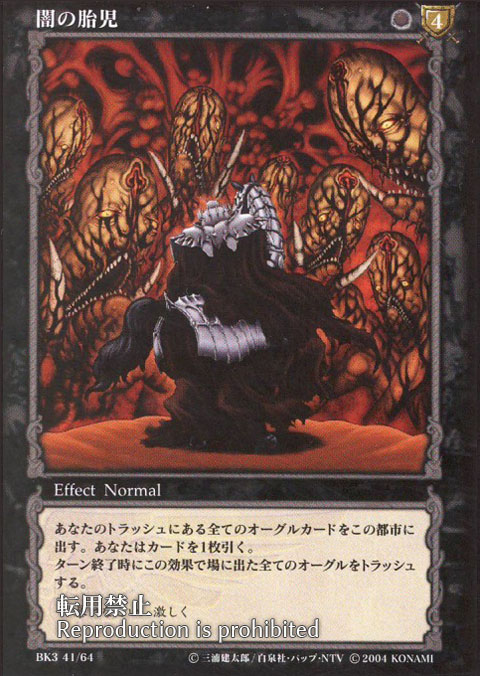 闇の胎児
4
Effect Normal
あなたのトラッシュにある全てのオーグルカードをこの都市に
出す。あなたはカードを1枚引く。
ターン終了時にこの効果で場に出た全てのオーグルをトラッシュ
する。
激しく
転用禁止
Reproduction is prohibited
BK3 41/64
©三浦建太郎/白泉社・バップ・NTV ©2004 KONAMI